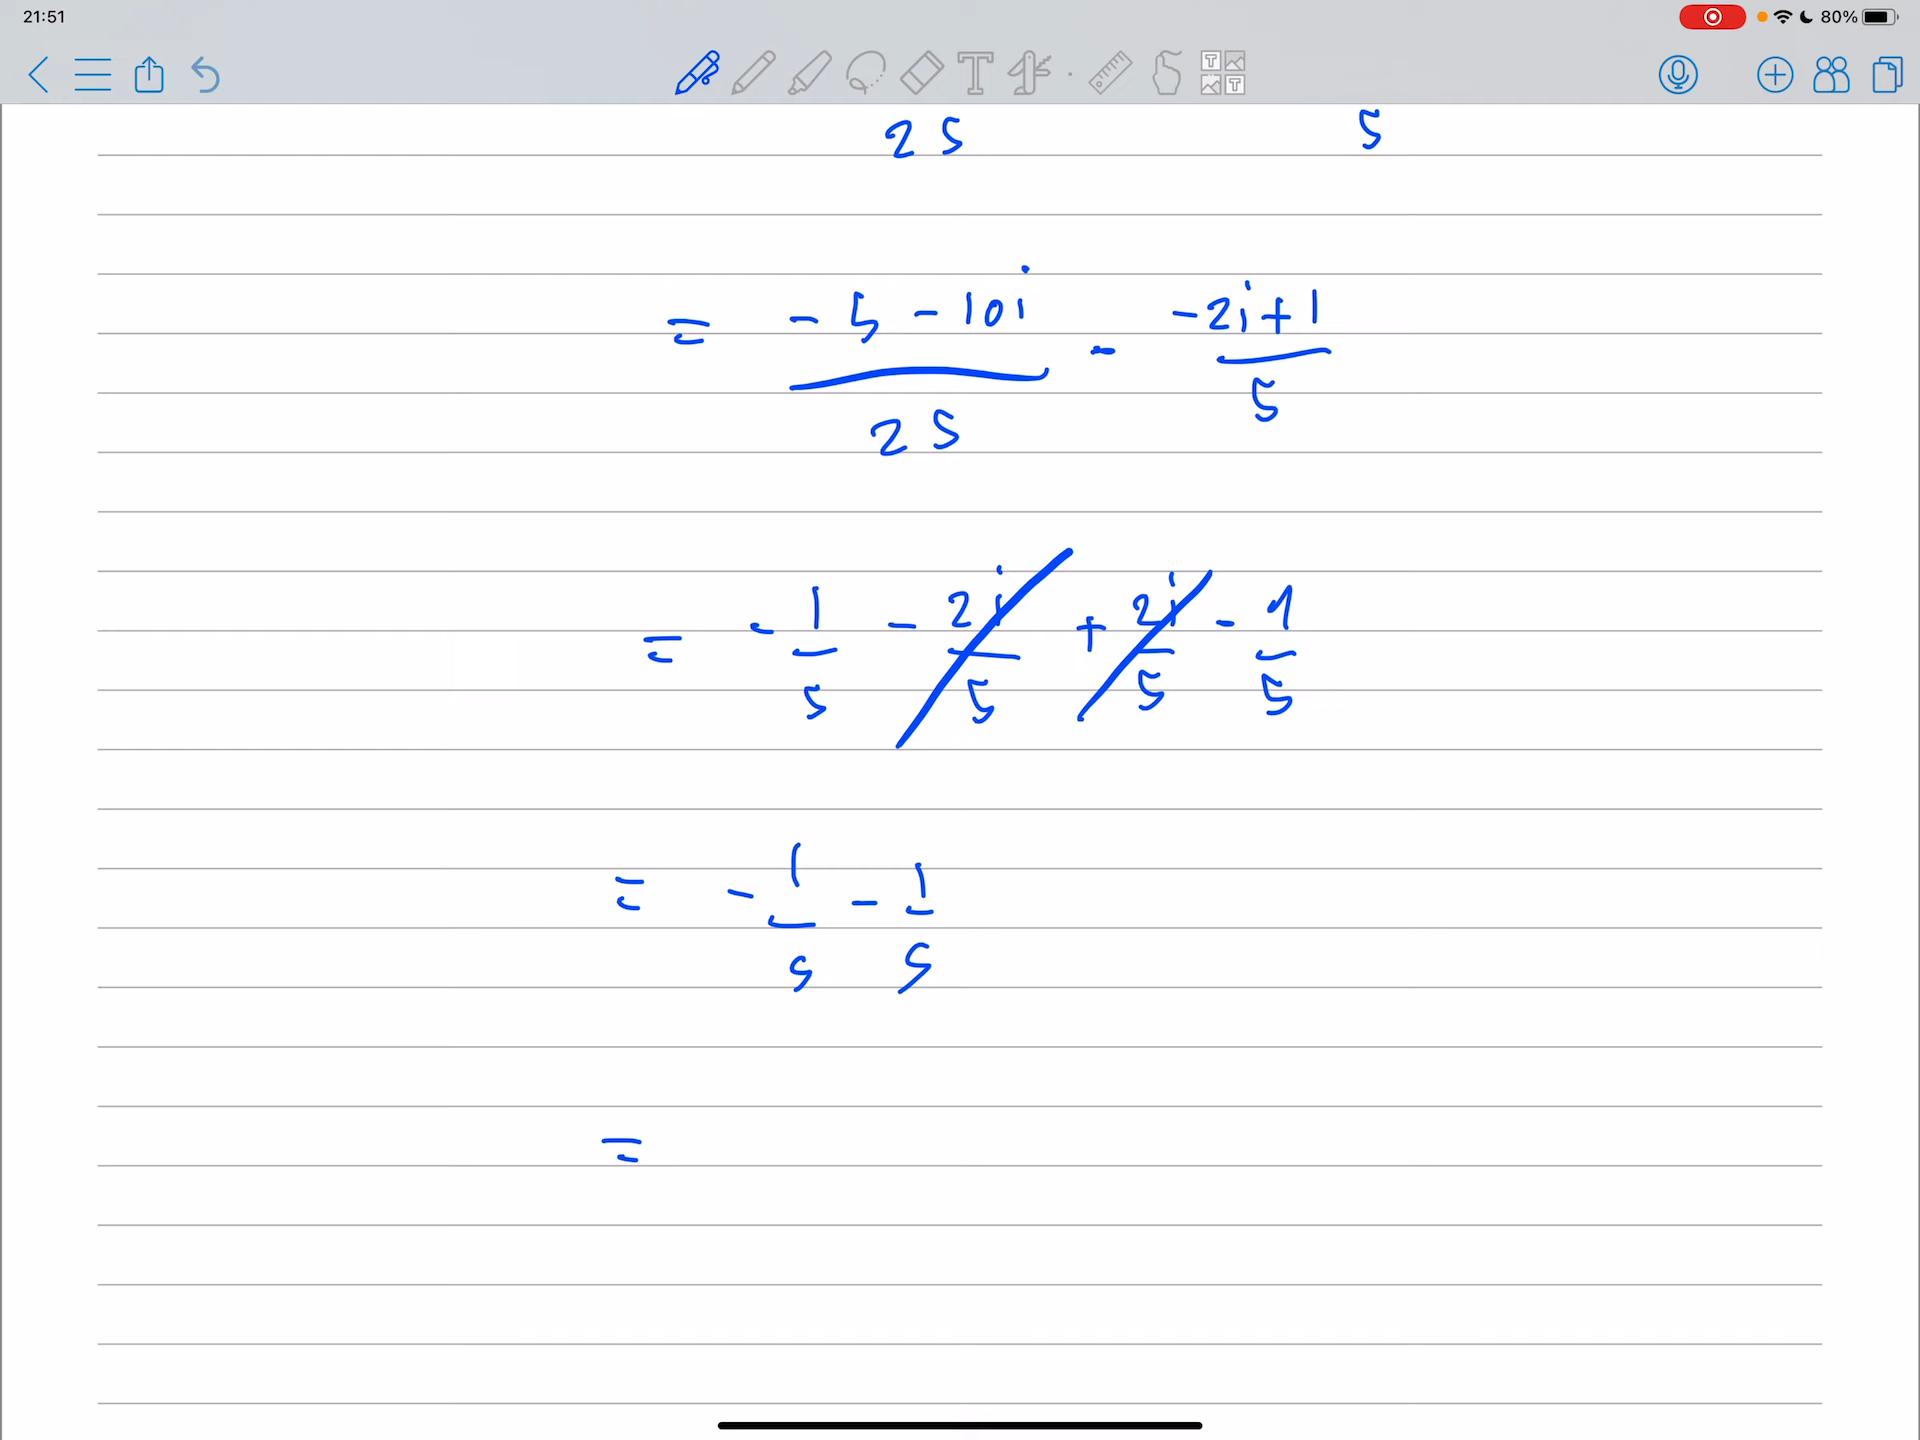 21:51 80%
25 5
= -5 -10i - -2i+1
25 5
= - 1 - 2i + 2i - 1
5 5 5 5
= - 1 - 1
5 5
=